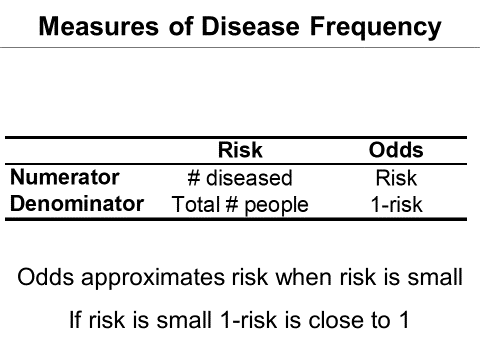 Measures of Disease Frequency
Risk Odds
Numerator # diseased Risk
Denominator Total # people 1-risk
Odds approximates risk when risk is small
If risk is small 1-risk is close to 1